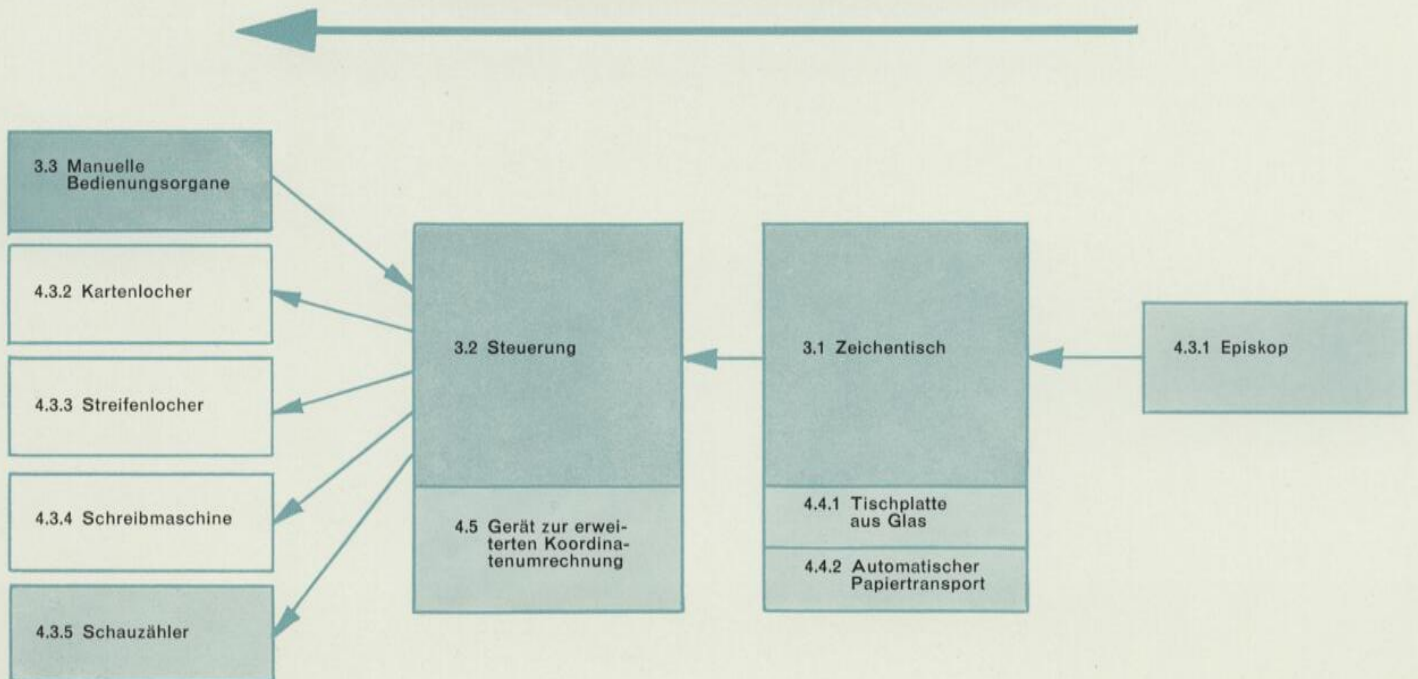 3.3 Manuelle
Bedienungsorgane
4.3.2 Kartenlocher
4.3.3 Streifenlocher
4.3.4 Schreibmaschine
4.3.5 Schauzähler
3.2 Steuerung
4.5 Gerät zur erwei-
terten Koordina-
tenumrechnung
3.1 Zeichentisch
4.4.1 Tischplatte
aus Glas
4.4.2 Automatischer
Papiertransport
4.3.1 Episkop